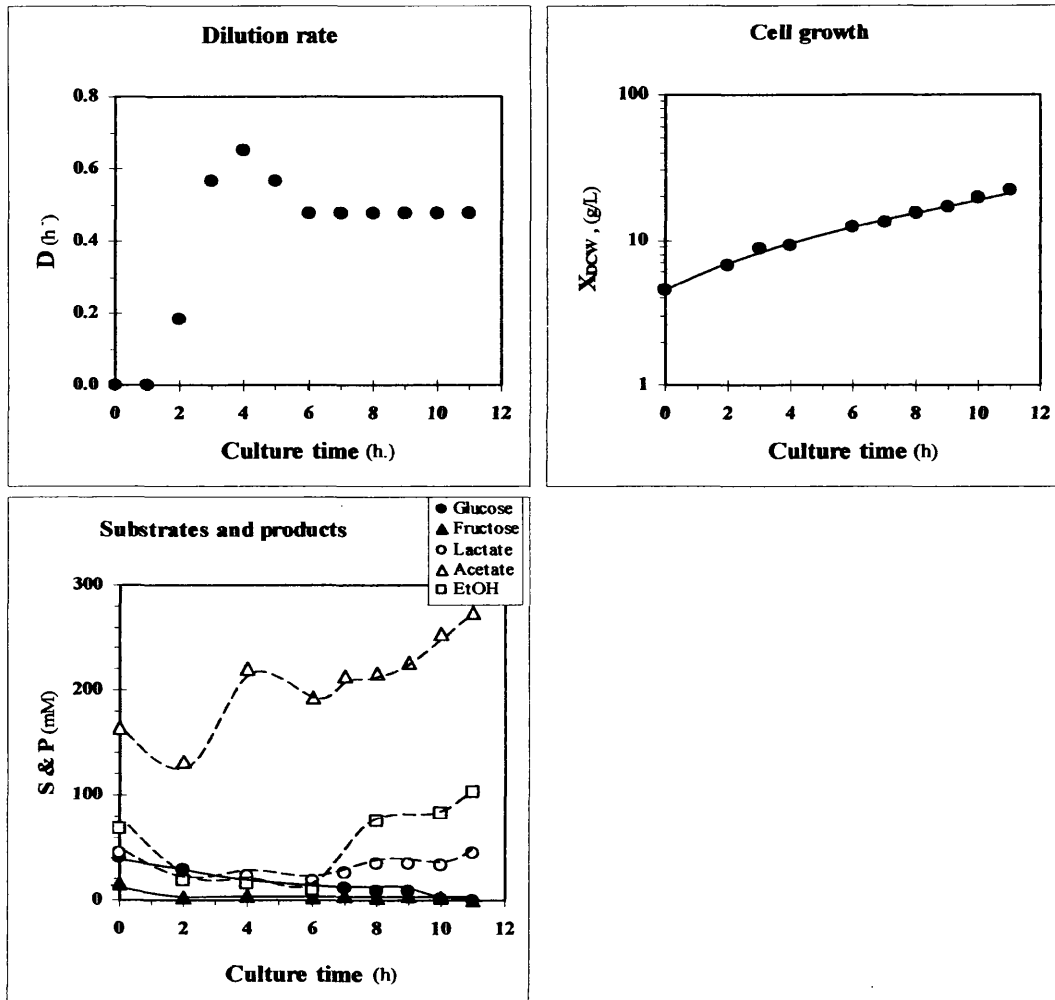 Dilution rate
0.8
0.6
0.4
0.2
0.0
D (h⁻)
0 2 4 6 8 10 12
Culture time (h.)
Cell growth
100
10
1
X_DCW , (g/L)
0 2 4 6 8 10 12
Culture time (h)
Substrates and products
Glucose
Fructose
Lactate
Acetate
EtOH
300
200
100
0
S & P (mM)
0 2 4 6 8 10 12
Culture time (h)